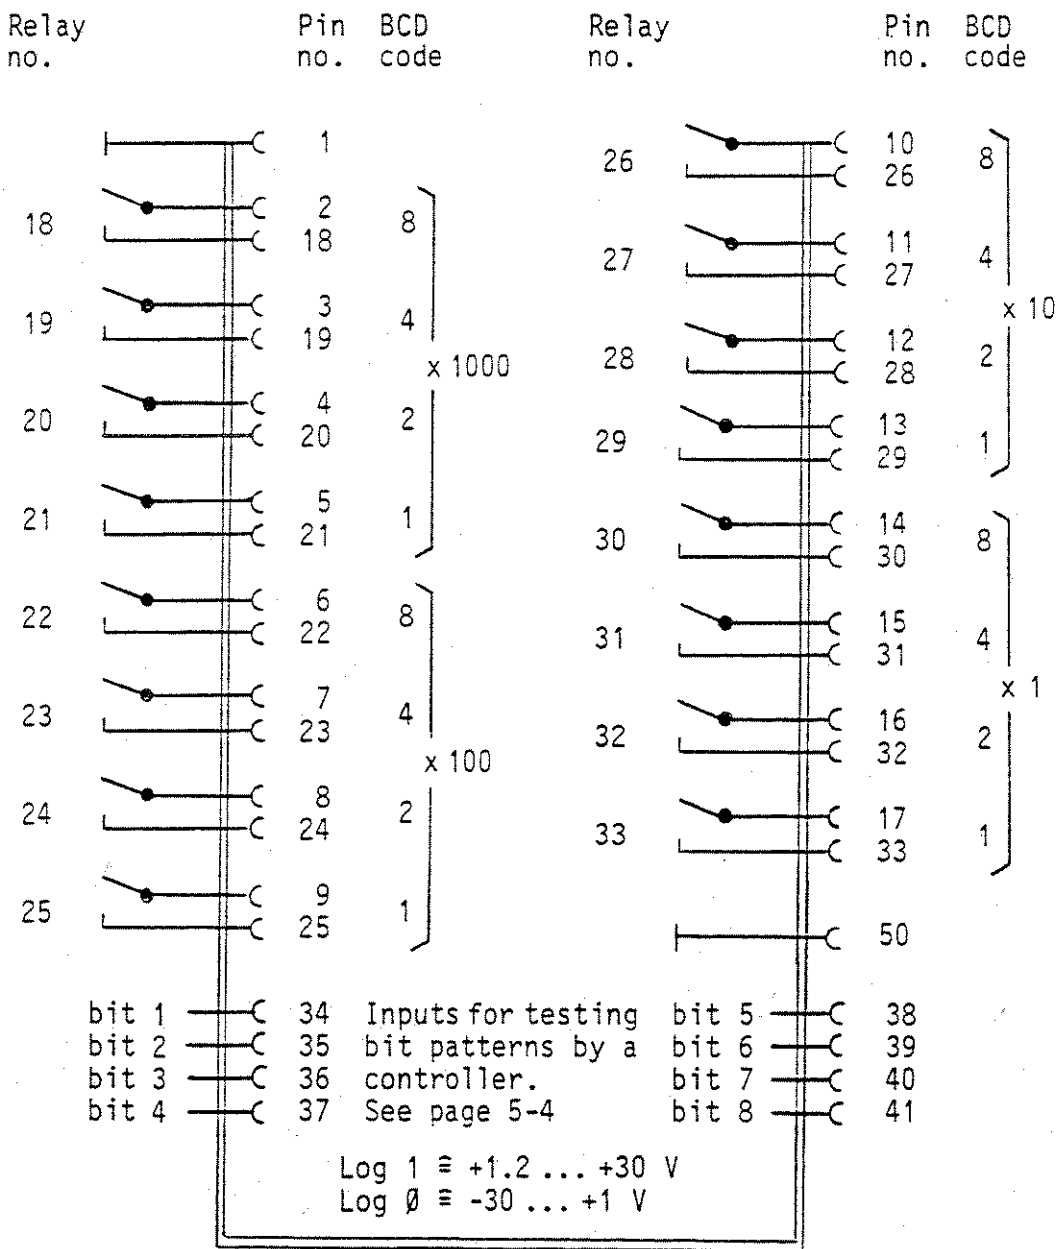 Relay Pin BCD Relay Pin BCD
no. no. code no. no. code
1
18 2 8
18
19 3 4
19
x 1000
20 4 2
20
21 5 1
21
22 6 8
22
23 7 4
23
x 100
24 8 2
24
25 9 1
25
26 10 8
26
27 11 4
27
x 10
28 12 2
28
29 13 1
29
30 14 8
30
31 15 4
31
x 1
32 16 2
32
33 17 1
33
50
bit 1 34 Inputs for testing bit 5 38
bit 2 35 bit patterns by a bit 6 39
bit 3 36 controller. bit 7 40
bit 4 37 See page 5-4 bit 8 41
Log 1 ≙ +1.2 ... +30 V
Log Ø ≙ -30 ... +1 V